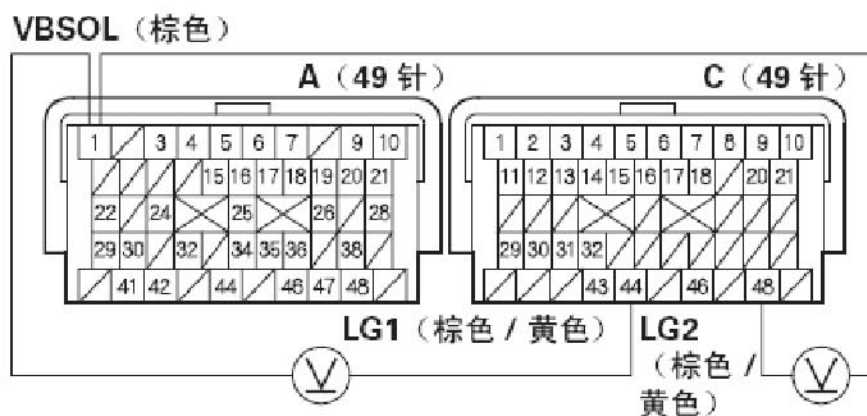 VBSOL（棕色）
A（49 针）
C（49 针）
1 3 4 5 6 7 9 10
15 16 17 18 19 20 21
22 24 25 26 28
29 30 32 34 35 36 38
41 42 44 46 47 48
1 2 3 4 5 6 7 8 9 10
11 12 13 14 15 16 17 18 20 21
29 30 31 32
43 44 46 48
LG1（棕色 / 黄色）
LG2
（棕色 /
黄色）
V
V